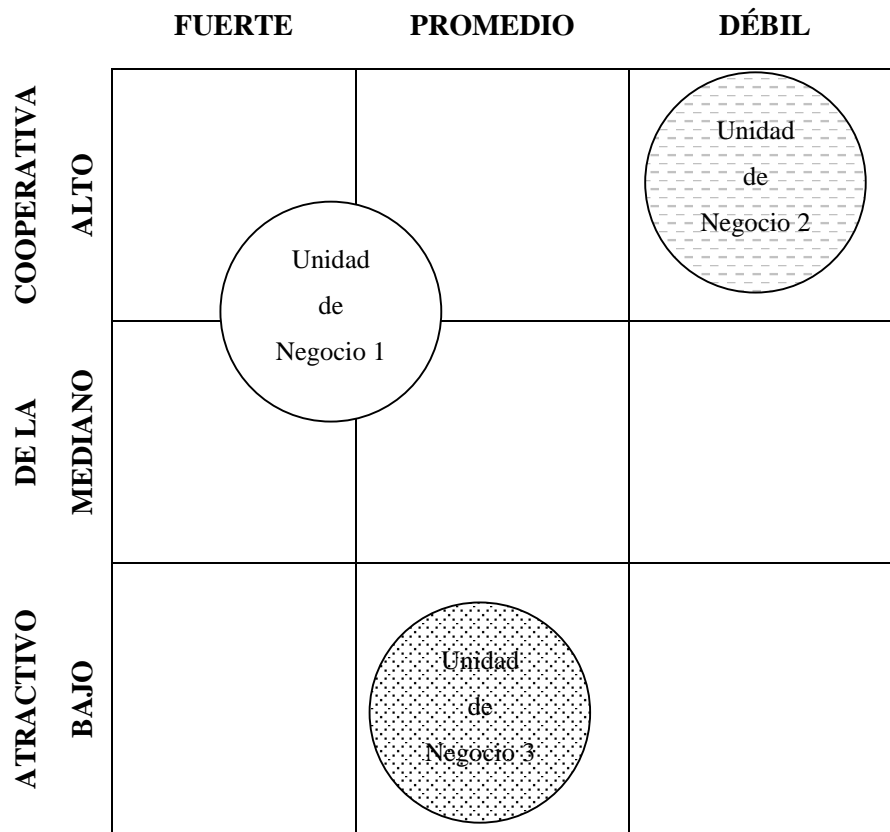 FUERTE PROMEDIO DÉBIL
ATRACTIVO DE LA COOPERATIVA
ALTO
Unidad
de
Negocio 2
Unidad
de
Negocio 1
MEDIANO
BAJO
Unidad
de
Negocio 3